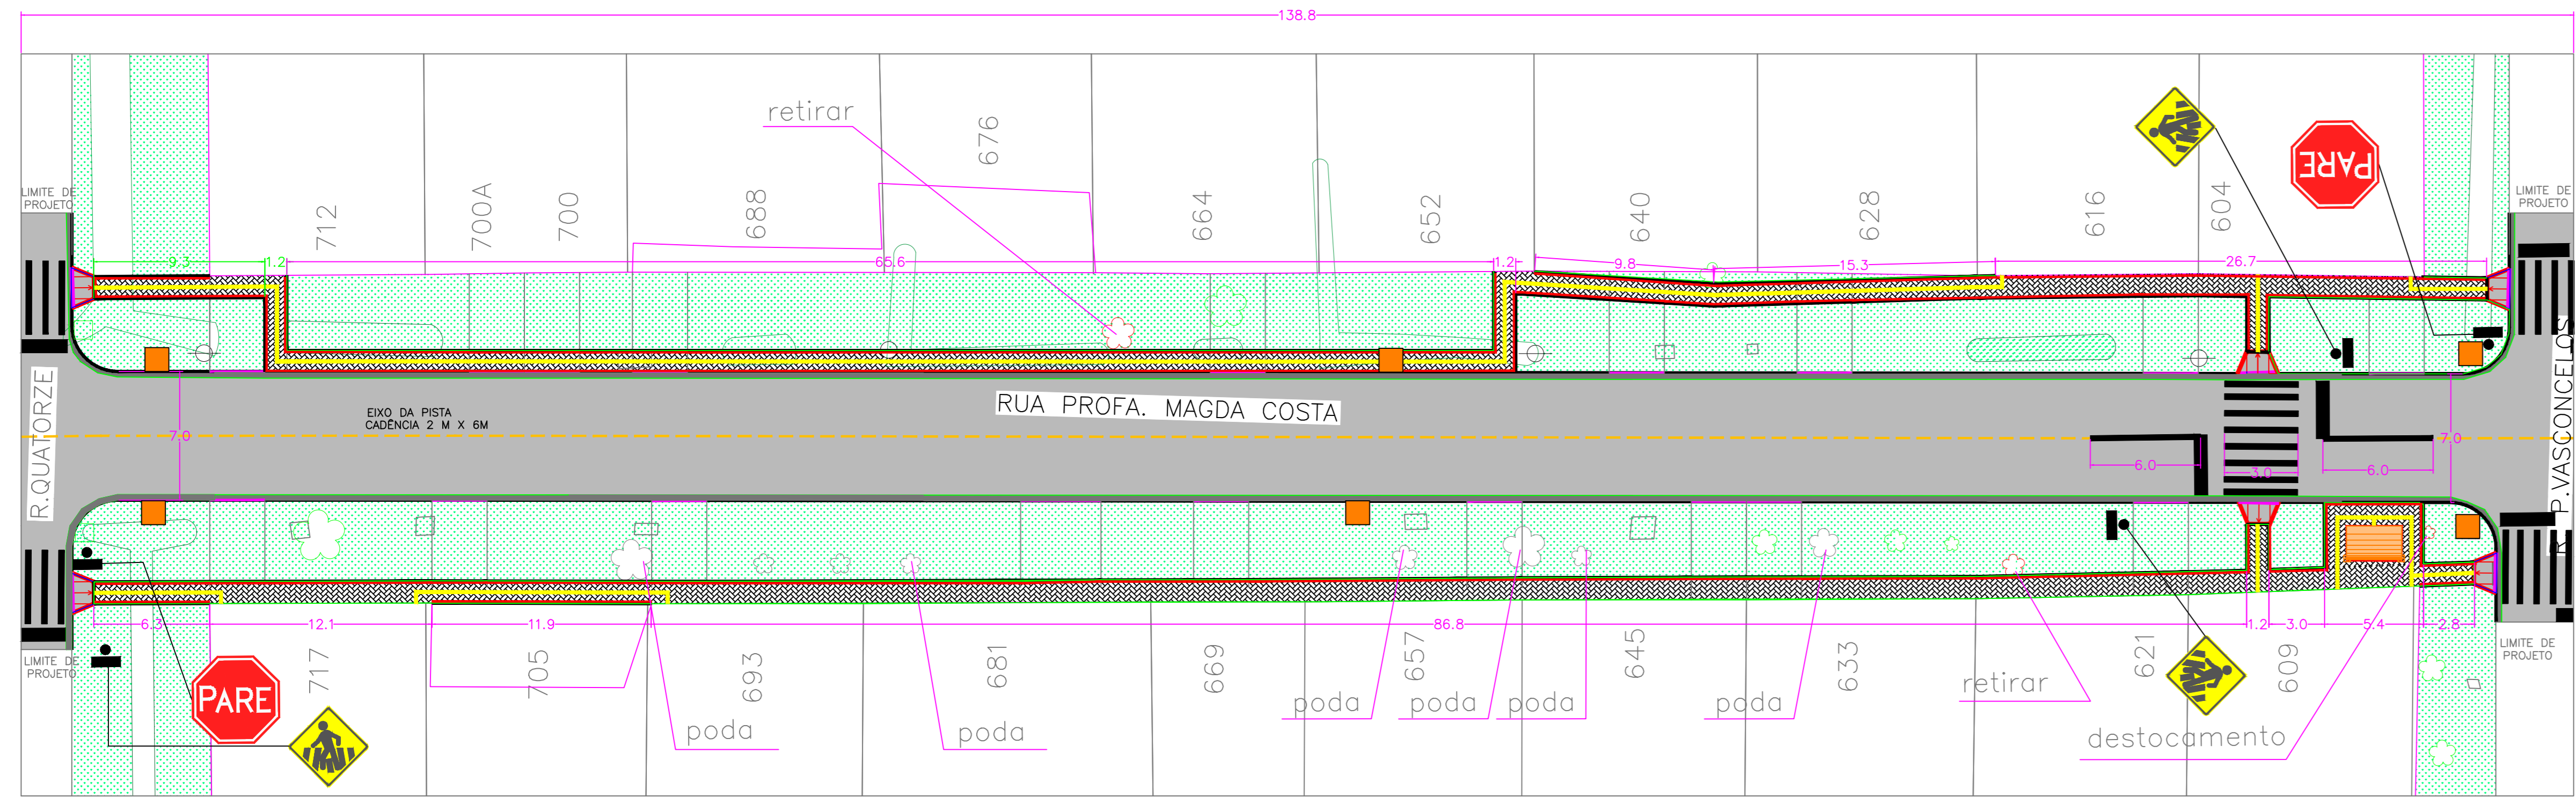 138.8
retirar
LIMITE DE
PROJETO
712
700A
700
688
676
664
652
640
628
616
604
PARE
LIMITE DE
PROJETO
9.3
1.2
65.6
1.2
9.8
15.3
26.7
R.QUATORZE
EIXO DA PISTA
CADÊNCIA 2 M X 6M
RUA PROFA. MAGDA COSTA
7.0
7.0
6.0
3.0
6.0
R. P.VASCONCELOS
6.3
12.1
11.9
86.8
1.2
3.0
5.4
2.8
LIMITE DE
PROJETO
PARE
717
705
693
681
669
657
645
633
621
609
LIMITE DE
PROJETO
poda
poda
poda
poda
poda
poda
retirar
destocamento